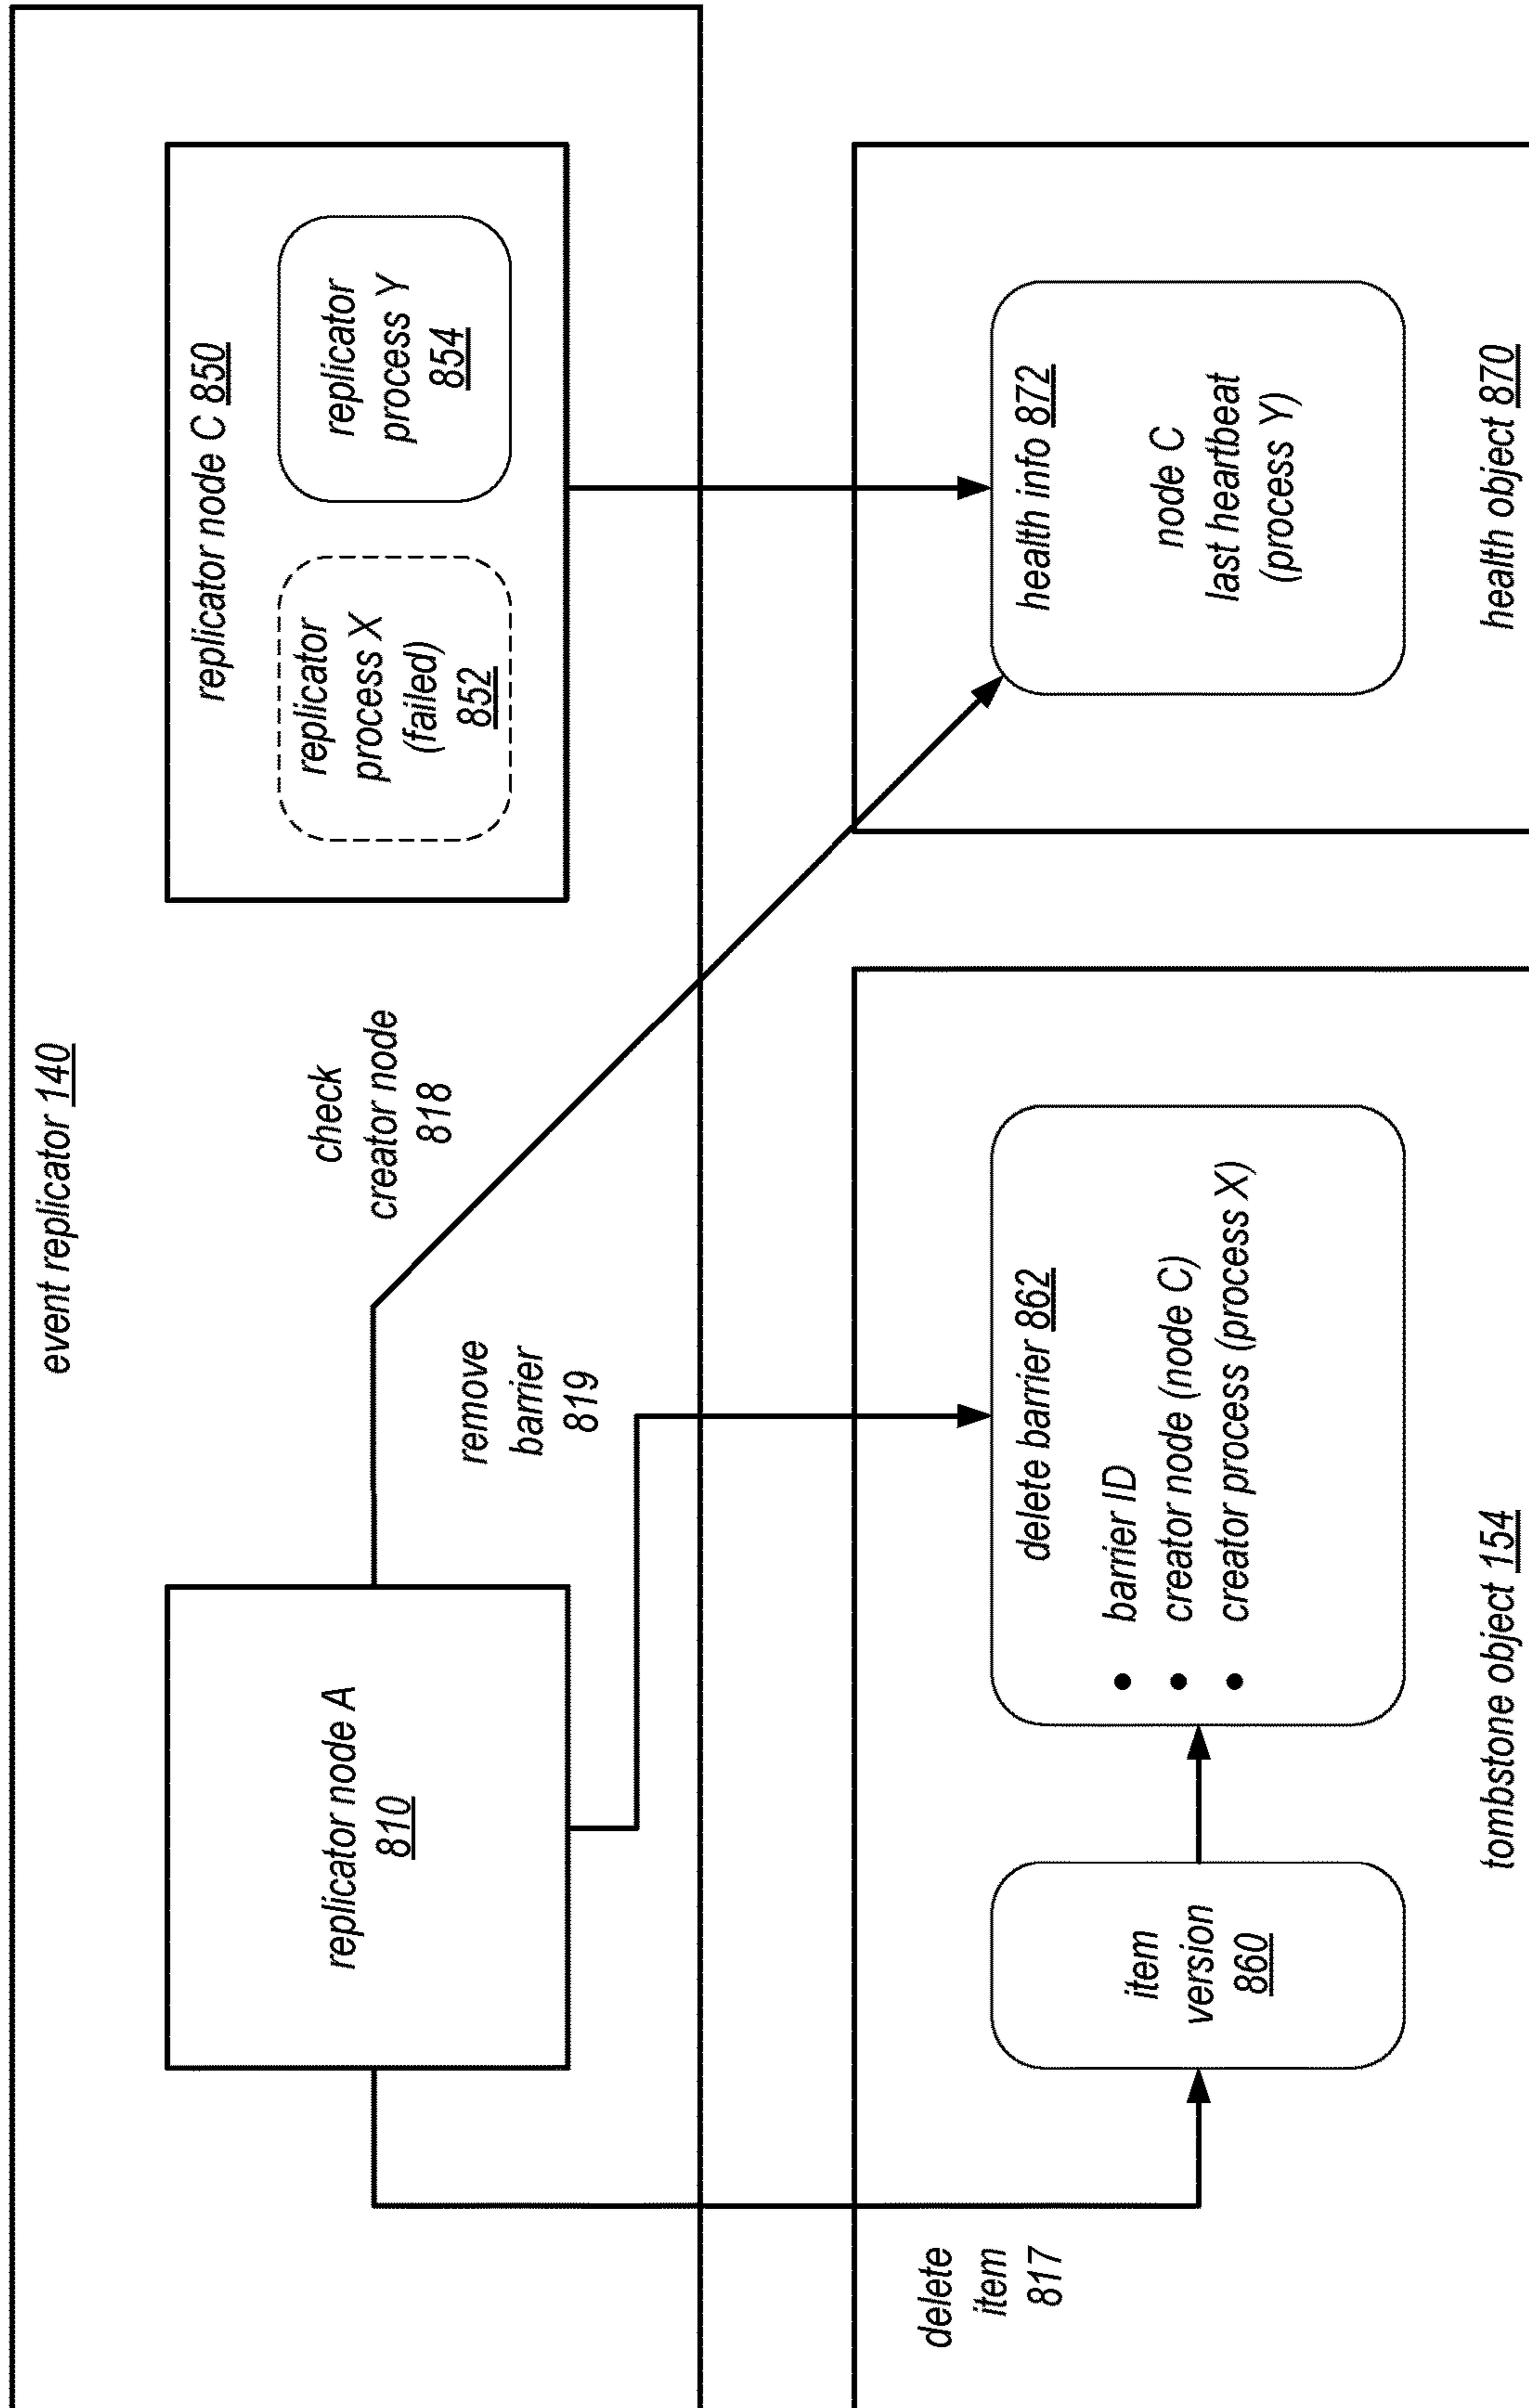 event replicator 140
replicator node A
810
check
creator node
818
remove
barrier
819
replicator node C 850
replicator
process X
(failed)
852
replicator
process Y
854
delete
item
817
item
version
860
delete barrier 862
• barrier ID
• creator node (node C)
• creator process (process X)
tombstone object 154
health info 872
node C
last heartbeat
(process Y)
health object 870